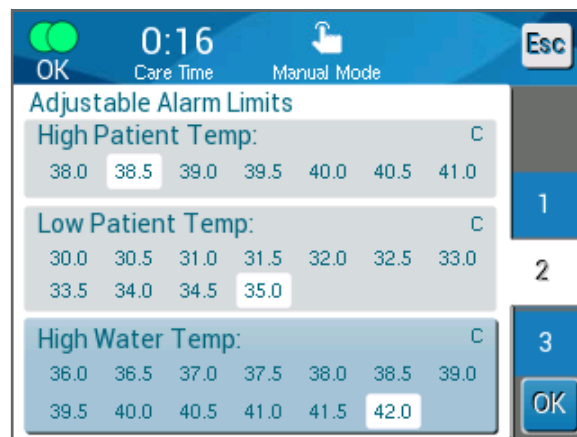 0:16
Esc
OK
Care Time
Manual Mode
Adjustable Alarm Limits
High Patient Temp: C
38.0 38.5 39.0 39.5 40.0 40.5 41.0
1
Low Patient Temp: C
30.0 30.5 31.0 31.5 32.0 32.5 33.0
33.5 34.0 34.5 35.0
2
High Water Temp: C
3
36.0 36.5 37.0 37.5 38.0 38.5 39.0
39.5 40.0 40.5 41.0 41.5 42.0
OK